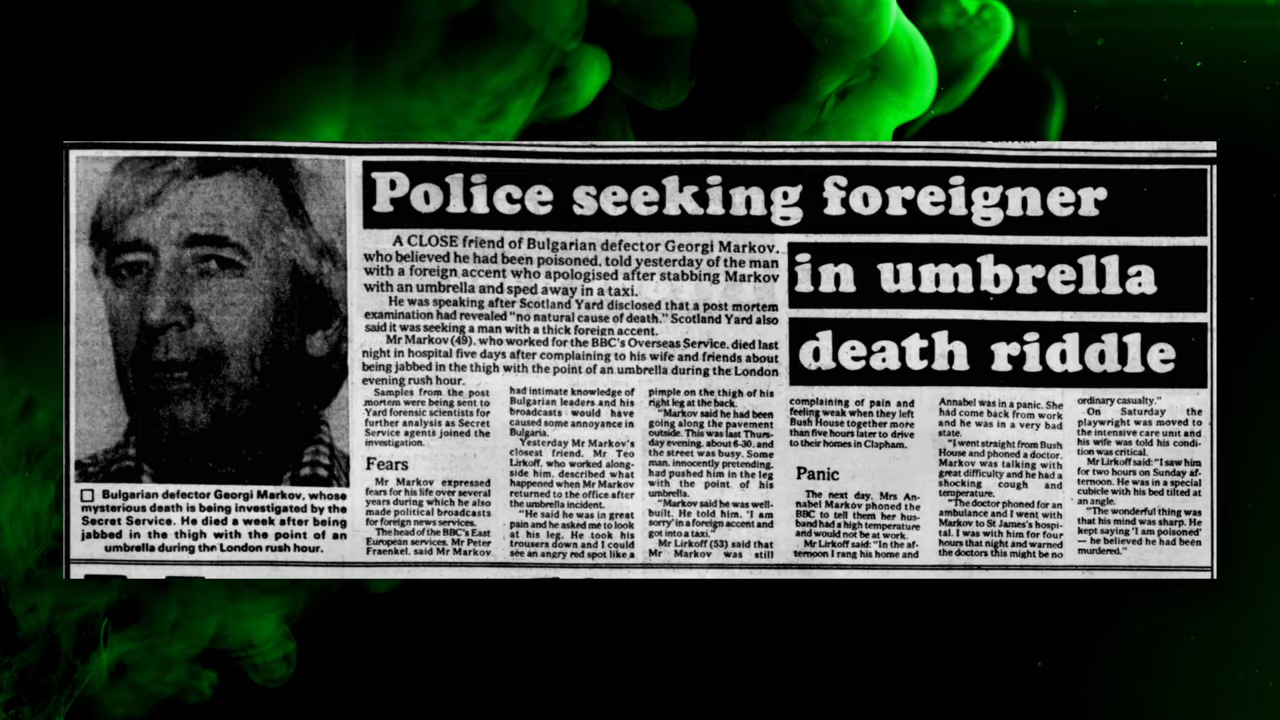 Police seeking foreigner
in umbrella
death riddle
A CLOSE friend of Bulgarian defector Georgi Markov,
who believed he had been poisoned, told yesterday of the man
with a foreign accent who apologised after stabbing Markov
with an umbrella and sped away in a taxi.
He was speaking after Scotland Yard disclosed that a post mortem
examination had revealed "no natural cause of death." Scotland Yard also
said it was seeking a man with a thick foreign accent.
Mr Markov (49), who worked for the BBC's Overseas Service, died last
night in hospital five days after complaining to his wife and friends about
being jabbed in the thigh with the point of an umbrella during the London
evening rush hour.
Samples from the post
mortem were being sent to
Yard forensic scientists for
further analysis as Secret
Service agents joined the
investigation.
Fears
Mr Markov expressed
fears for his life over several
years during which he also
made political broadcasts
for foreign news services.
The head of the BBC's East
European services, Mr Peter
Fraenkel, said Mr Markov
had intimate knowledge of
Bulgarian leaders and his
broadcasts would have
caused some annoyance in
Bulgaria.
Yesterday Mr Markov's
closest friend, Mr Teo
Lirkoff, who worked along-
side him, described what
happened when Mr Markov
returned to the office after
the umbrella incident.
"He said he was in great
pain and he asked me to look
at his leg. He took his
trousers down and I could
see an angry red spot like a
pimple on the thigh of his
right leg at the back.
"Markov said he had been
going along the pavement
outside. This was last Thurs-
day evening, about 6-30, and
the street was busy. Some
man, innocently pretending,
had pushed him in the leg
with the point of his
umbrella.
"Markov said he was well-
built. He told him, 'I am
sorry' in a foreign accent and
got into a taxi."
Mr Lirkoff (53) said that
Mr Markov was still
complaining of pain and
feeling weak when they left
Bush House together more
than five hours later to drive
to their homes in Clapham.
Panic
The next day, Mrs An-
nabel Markov phoned the
BBC to tell them her hus-
band had a high temperature
and would not be at work.
Mr Lirkoff said: "In the af-
ternoon I rang his home and
Annabel was in a panic. She
had come back from work
and he was in a very bad
state.
"I went straight from Bush
House and phoned a doctor.
Markov was talking with
great difficulty and he had a
shocking cough and
temperature.
"The doctor phoned for an
ambulance and I went with
Markov to St James's hospi-
tal. I was with him for four
hours that night and warned
the doctors this might be no
ordinary casualty."
On Saturday the
playwright was moved to
the intensive care unit and
his wife was told his condi-
tion was critical.
Mr Lirkoff said: "I saw him
for two hours on Sunday af-
ternoon. He was in a special
cubicle with his bed tilted at
an angle.
"The wonderful thing was
that his mind was sharp. He
kept saying 'I am poisoned'
— he believed he had been
murdered."
Bulgarian defector Georgi Markov, whose
mysterious death is being investigated by the
Secret Service. He died a week after being
jabbed in the thigh with the point of an
umbrella during the London rush hour.